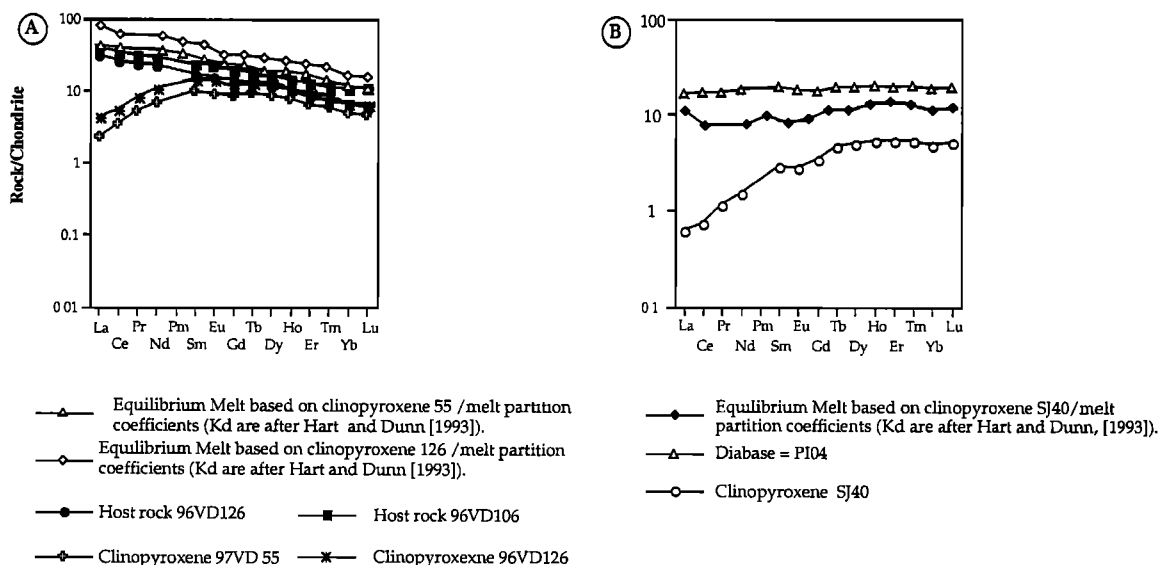 A
Rock/Chondrite
100
10
1
0.1
0 01
La Pr Pm Eu Tb Ho Tm Lu
Ce Nd Sm Gd Dy Er Yb
Equilibrium Melt based on clinopyroxene 55 /melt partition
coefficients (Kd are after Hart and Dunn [1993]).
Equilibrium Melt based on clinopyroxene 126 /melt partition
coefficients (Kd are after Hart and Dunn [1993]).
Host rock 96VD126 Host rock 96VD106
Clinopyroxene 97VD 55 Clinopyroxexne 96VD126
B
100
10
1
0 1
La Pr Pm Eu Tb Ho Tm Lu
Ce Nd Sm Gd Dy Er Yb
Equilibrium Melt based on clinopyroxene SJ40/melt
partition coefficients (Kd are after Hart and Dunn, [1993]).
Diabase = PI04
Clinopyroxene SJ40